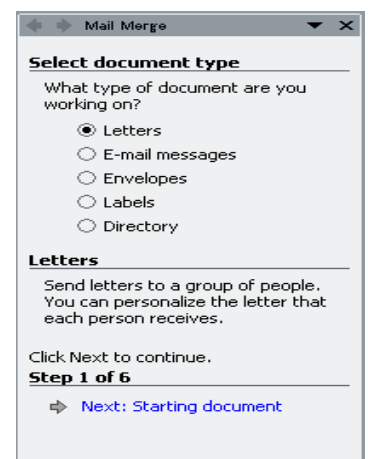 Mail Merge
Select document type
What type of document are you
working on?
Letters
E-mail messages
Envelopes
Labels
Directory
Letters
Send letters to a group of people.
You can personalize the letter that
each person receives.
Click Next to continue.
Step 1 of 6
Next: Starting document